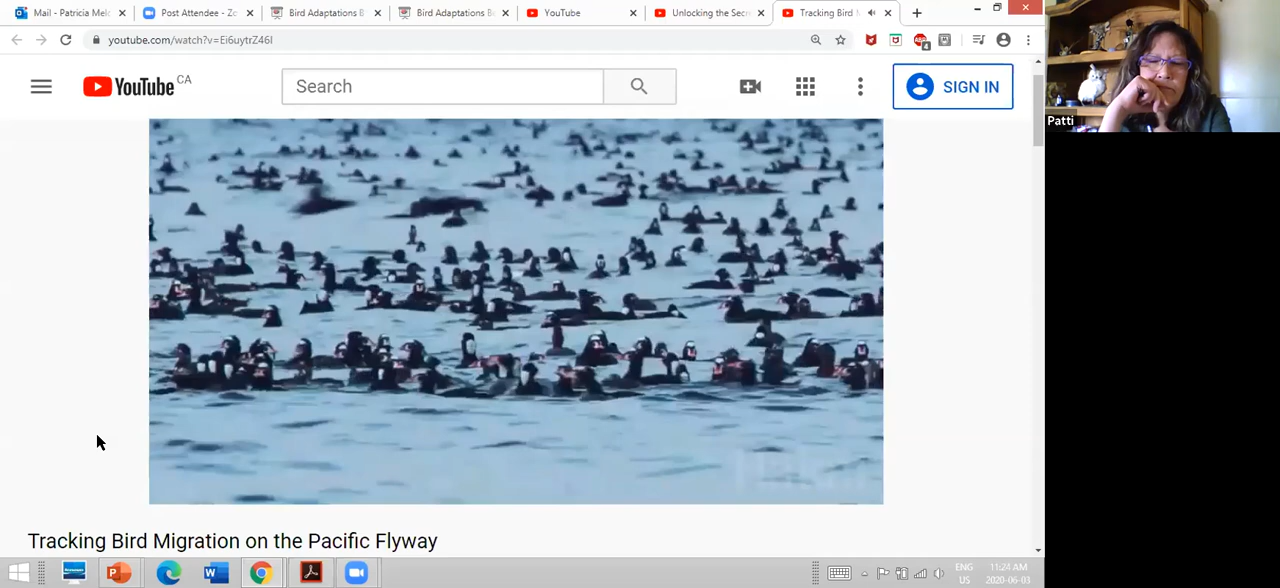 Mail - Patricia Mel
Post Attendee - Zo
Bird Adaptations B
Bird Adaptations B
YouTube
Unlocking the Secr
Tracking Bird
youtube.com/watch?v=Ei6uytrZ46I
YouTube CA
Search
SIGN IN
Patti
Tracking Bird Migration on the Pacific Flyway
ENG
US
11:24 AM
2020-06-03